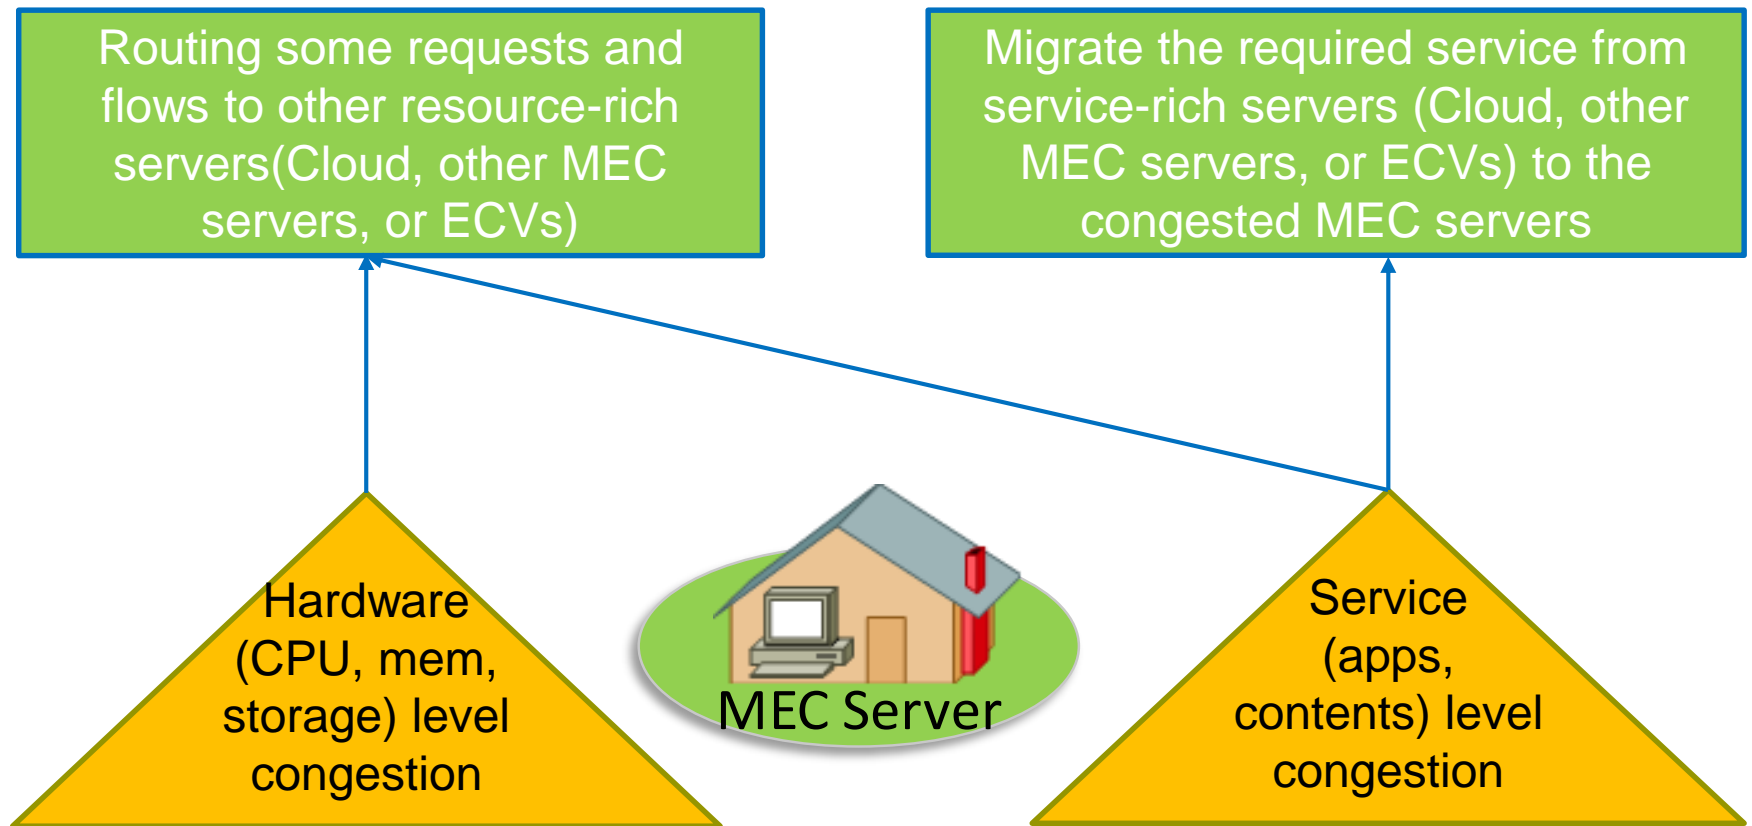 Routing some requests and
flows to other resource-rich
servers(Cloud, other MEC
servers, or ECVs)
Migrate the required service from
service-rich servers (Cloud, other
MEC servers, or ECVs) to the
congested MEC servers
Hardware
(CPU, mem,
storage) level
congestion
MEC Server
Service
(apps,
contents) level
congestion